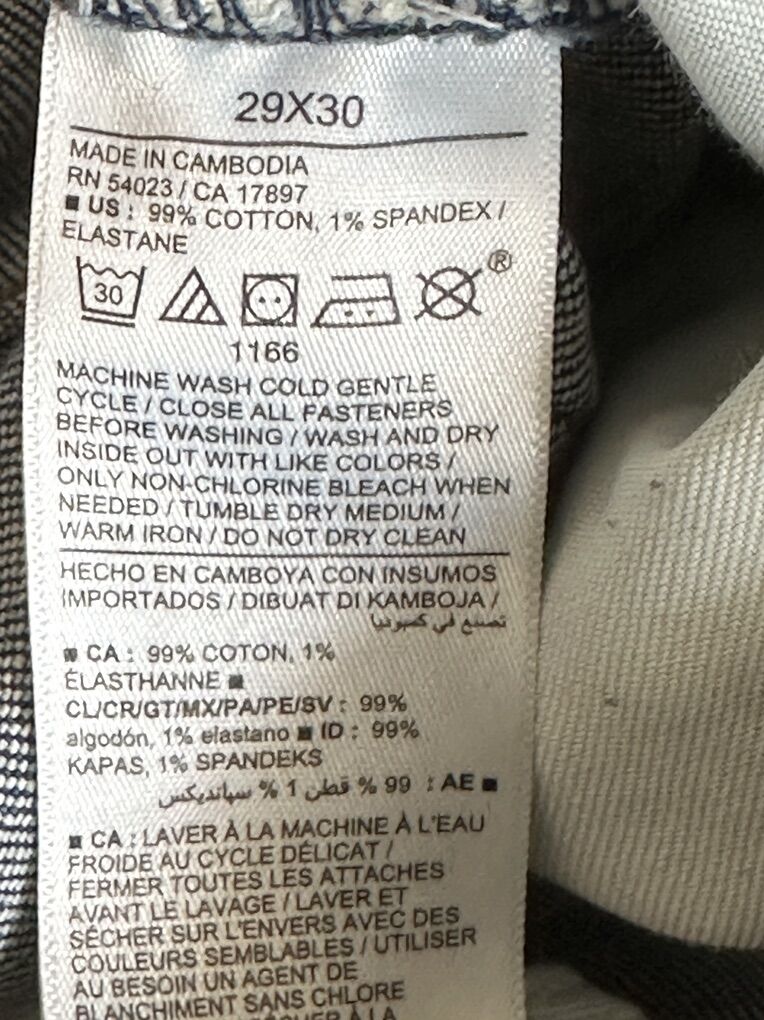 29X30
MADE IN CAMBODIA
RN 54023 / CA 17897
■ US : 99% COTTON, 1% SPANDEX /
ELASTANE
30
®
1166
MACHINE WASH COLD GENTLE
CYCLE / CLOSE ALL FASTENERS
BEFORE WASHING / WASH AND DRY
INSIDE OUT WITH LIKE COLORS /
ONLY NON-CHLORINE BLEACH WHEN
NEEDED / TUMBLE DRY MEDIUM /
WARM IRON / DO NOT DRY CLEAN
HECHO EN CAMBOYA CON INSUMOS
IMPORTADOS / DIBUAT DI KAMBOJA /
تصنع في كمبوديا
■ CA : 99% COTON, 1%
ÉLASTHANNE ■
CL/CR/GT/MX/PA/PE/SV : 99%
algodón, 1% elastano ■ ID : 99%
KAPAS, 1% SPANDEKS
■ AE : 99 % قطن 1 % سباندیکس
■ CA : LAVER À LA MACHINE À L'EAU
FROIDE AU CYCLE DÉLICAT /
FERMER TOUTES LES ATTACHES
AVANT LE LAVAGE / LAVER ET
SÉCHER SUR L'ENVERS AVEC DES
COULEURS SEMBLABLES / UTILISER
AU BESOIN UN AGENT DE
BLANCHIMENT SANS CHLORE